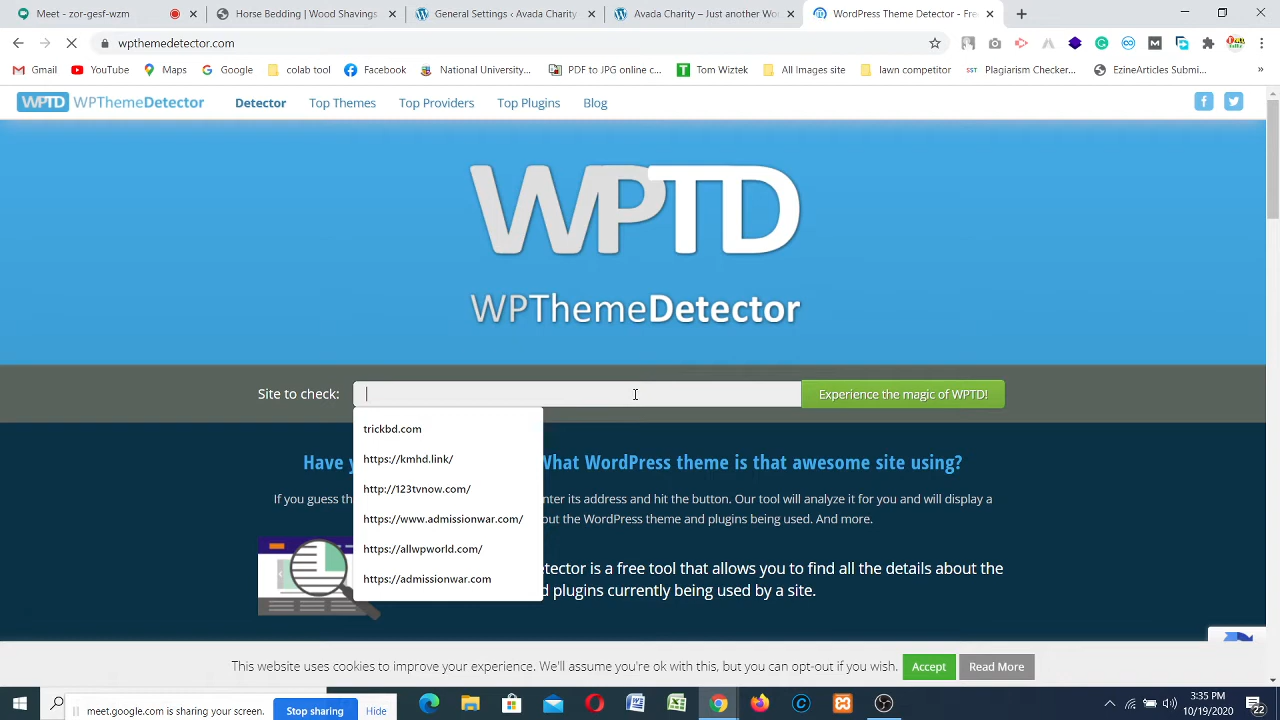 Meet - zor-gesf-vwm
Horse Bedding | Wood Shavings
General Settings ‹ Avada Charity
Avada Charity – Just another Wo
WordPress Theme Detector - Fre
wpthemedetector.com
Gmail YouTube Maps Google colab tool Facebook National University... PDF to JPG online c... Tom Wiztek All Images site lawn competitor Plagiarism Checker... EzineArticles Submi... »
WPTD WPThemeDetector Detector Top Themes Top Providers Top Plugins Blog
WPTD
WPThemeDetector
Site to check: Experience the magic of WPTD!
trickbd.com
https://kmhd.link/
http://123tvnow.com/
https://www.admissionwar.com/
https://allwpworld.com/
https://admissionwar.com
Have What WordPress theme is that awesome site using?
If you guess enter its address and hit the button. Our tool will analyze it for you and will display a
the WordPress theme and plugins being used. And more.
is a free tool that allows you to find all the details about the
plugins currently being used by a site.
This website uses cookies to improve your experience. We'll assume you're ok with this, but you can opt-out if you wish. Accept Read More
meet.google.com is sharing your screen. Stop sharing Hide
3:35 PM
10/19/2020
22